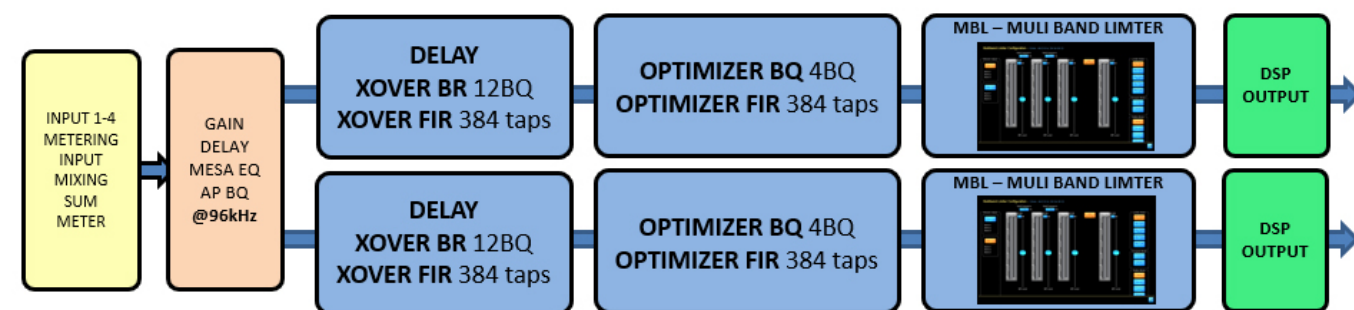 INPUT 1-4
METERING
INPUT
MIXING
SUM
METER
GAIN
DELAY
MESA EQ
AP BQ
@96kHz
DELAY
XOVER BR 12BQ
XOVER FIR 384 taps
OPTIMIZER BQ 4BQ
OPTIMIZER FIR 384 taps
MBL – MULI BAND LIMTER
DSP
OUTPUT
DELAY
XOVER BR 12BQ
XOVER FIR 384 taps
OPTIMIZER BQ 4BQ
OPTIMIZER FIR 384 taps
MBL – MULI BAND LIMTER
DSP
OUTPUT